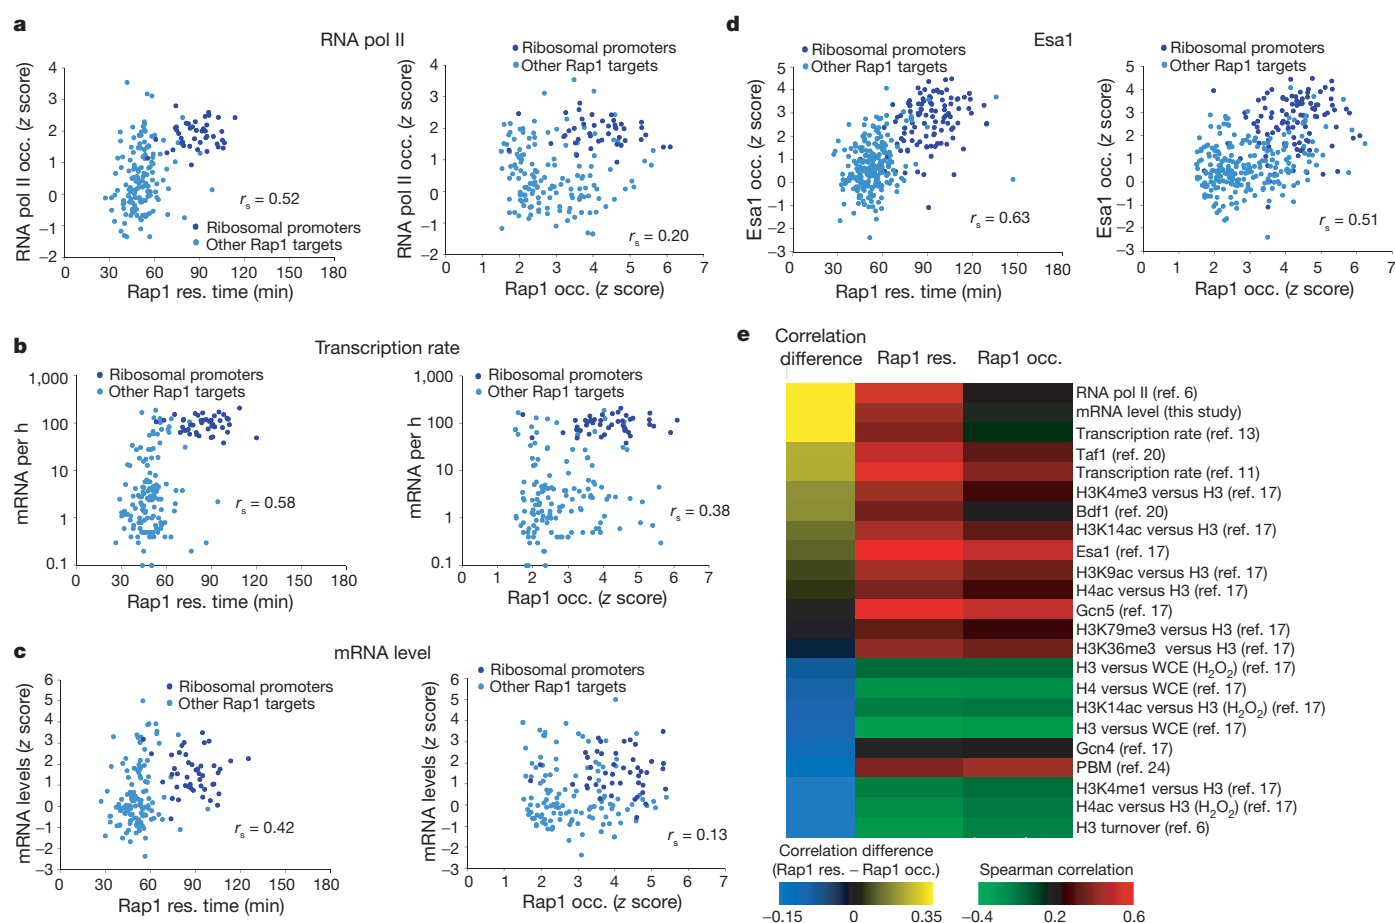 a
RNA pol II
Ribosomal promoters
Other Rap1 targets
RNA pol II occ. (z score)
4
3
2
1
0
−1
−2
0 30 60 90 120 150 180
Rap1 res. time (min)
rs = 0.52
Ribosomal promoters
Other Rap1 targets
RNA pol II occ. (z score)
4
3
2
1
0
−1
−2
0 1 2 3 4 5 6 7
Rap1 occ. (z score)
rs = 0.20
b
Transcription rate
Ribosomal promoters
Other Rap1 targets
mRNA per h
1,000
100
10
1
0.1
0 30 60 90 120 150 180
Rap1 res. time (min)
rs = 0.58
Ribosomal promoters
Other Rap1 targets
mRNA per h
1,000
100
10
1
0.1
0 1 2 3 4 5 6 7
Rap1 occ. (z score)
rs = 0.38
c
mRNA level
Ribosomal promoters
Other Rap1 targets
mRNA levels (z score)
6
5
4
3
2
1
0
−1
−2
−3
0 30 60 90 120 150 180
Rap1 res. time (min)
rs = 0.42
Ribosomal promoters
Other Rap1 targets
mRNA levels (z score)
6
5
4
3
2
1
0
−1
−2
−3
0 1 2 3 4 5 6 7
Rap1 occ. (z score)
rs = 0.13
d
Esa1
Ribosomal promoters
Other Rap1 targets
Esa1 occ. (z score)
5
4
3
2
1
0
−1
−2
−3
0 30 60 90 120 150 180
Rap1 res. time (min)
rs = 0.63
Ribosomal promoters
Other Rap1 targets
Esa1 occ. (z score)
5
4
3
2
1
0
−1
−2
−3
0 1 2 3 4 5 6 7
Rap1 occ. (z score)
rs = 0.51
e
Correlation
difference
Rap1 res.
Rap1 occ.
RNA pol II (ref. 6)
mRNA level (this study)
Transcription rate (ref. 13)
Taf1 (ref. 20)
Transcription rate (ref. 11)
H3K4me3 versus H3 (ref. 17)
Bdf1 (ref. 20)
H3K14ac versus H3 (ref. 17)
Esa1 (ref. 17)
H3K9ac versus H3 (ref. 17)
H4ac versus H3 (ref. 17)
Gcn5 (ref. 17)
H3K79me3 versus H3 (ref. 17)
H3K36me3 versus H3 (ref. 17)
H3 versus WCE (H2O2) (ref. 17)
H4 versus WCE (ref. 17)
H3K14ac versus H3 (H2O2) (ref. 17)
H3 versus WCE (ref. 17)
Gcn4 (ref. 17)
PBM (ref. 24)
H3K4me1 versus H3 (ref. 17)
H4ac versus H3 (H2O2) (ref. 17)
H3 turnover (ref. 6)
Correlation difference
(Rap1 res. − Rap1 occ.)
−0.15 0 0.35
Spearman correlation
−0.4 0.2 0.6